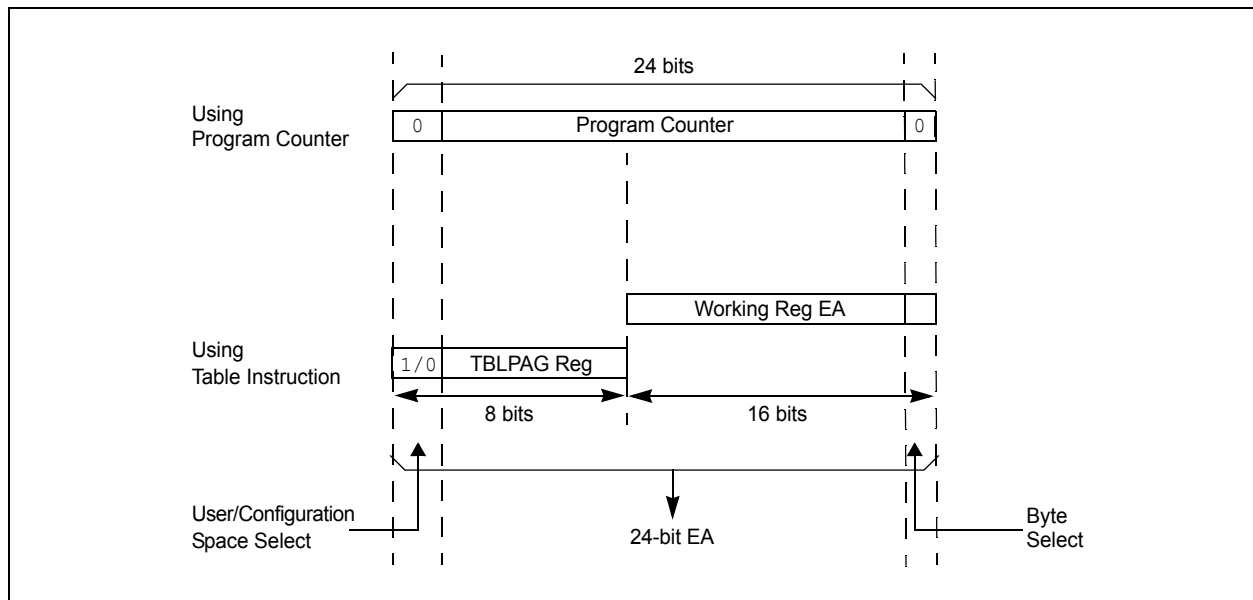 24 bits
Using
Program Counter
0
Program Counter
0
Working Reg EA
Using
Table Instruction
1/0
TBLPAG Reg
8 bits
16 bits
User/Configuration
Space Select
24-bit EA
Byte
Select